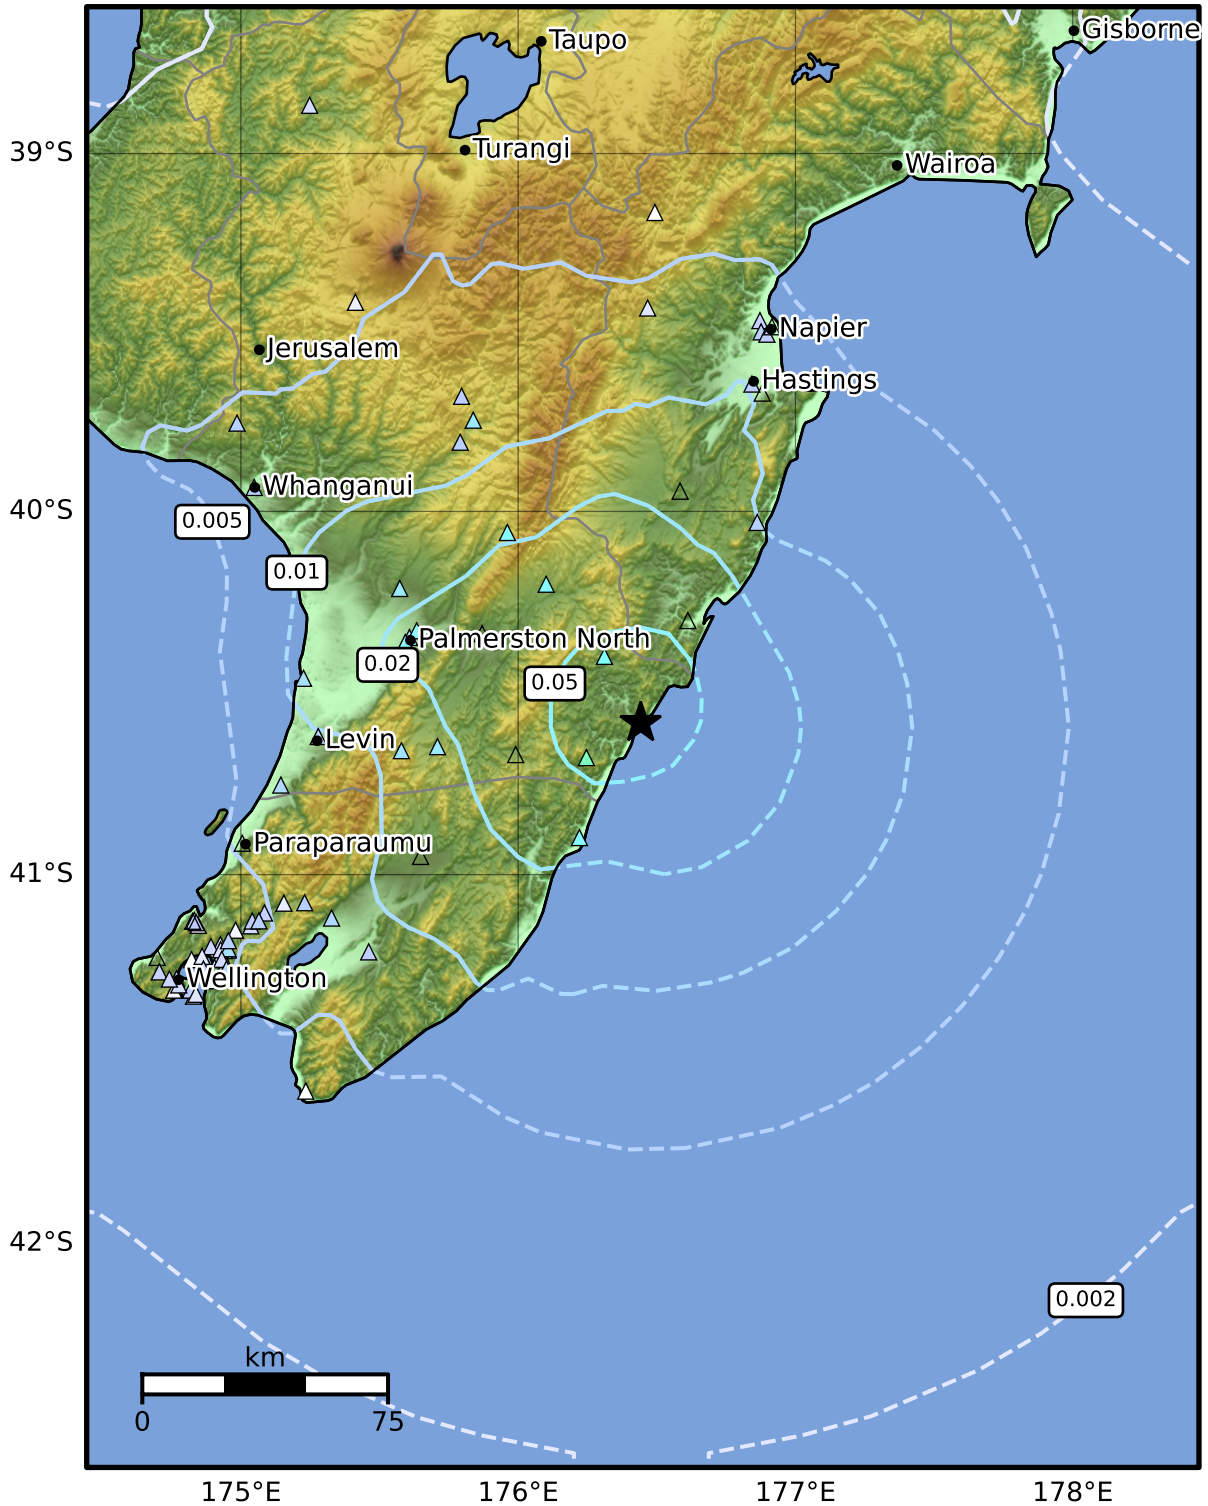 Gisborne
Taupo
Turangi
39°S
Wairoa
Napier
Jerusalem
Hastings
Whanganui
40°S
0.005
0.01
Palmerston North
0.02
0.05
Levin
Paraparaumu
41°S
Wellington
42°S
0.002
km
0
75
175°E
176°E
177°E
178°E